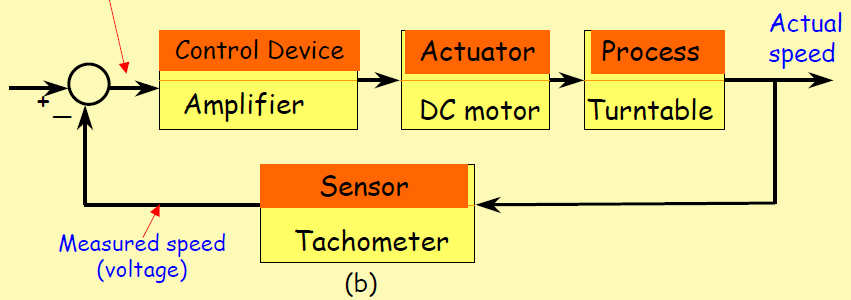 Actual
speed
Control Device
Actuator
Process
Amplifier
DC motor
Turntable
+
—
Sensor
Tachometer
Measured speed
(voltage)
(b)